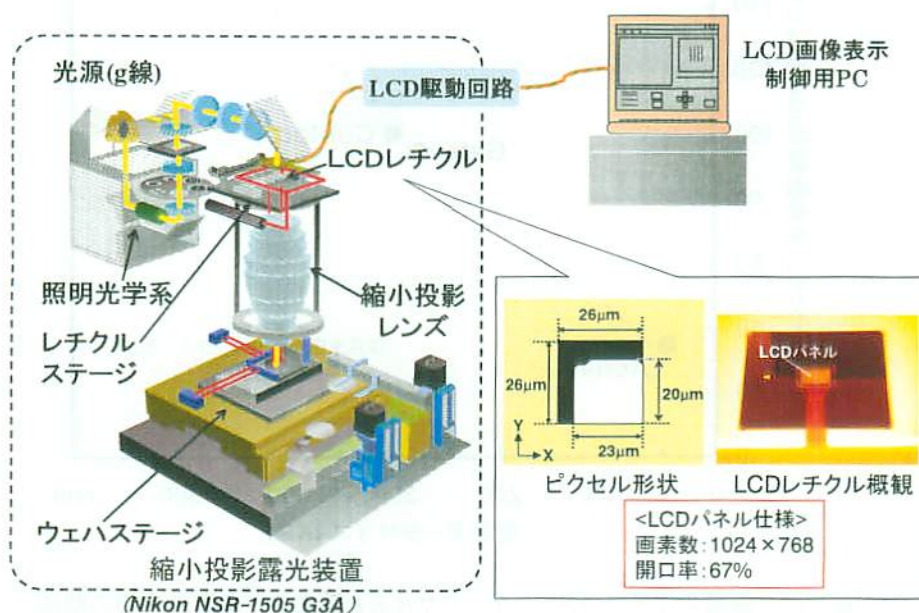 光源(g線)
LCD駆動回路
LCD画像表示
制御用PC
LCDレチクル
照明光学系
縮小投影
レンズ
レチクル
ステージ
ウェハステージ
縮小投影露光装置
(Nikon NSR-1505 G3A)
26μm
26μm
20μm
23μm
Y
X
ピクセル形状
LCDパネル
LCDレチクル概観
<LCDパネル仕様>
画素数:1024×768
開口率:67%